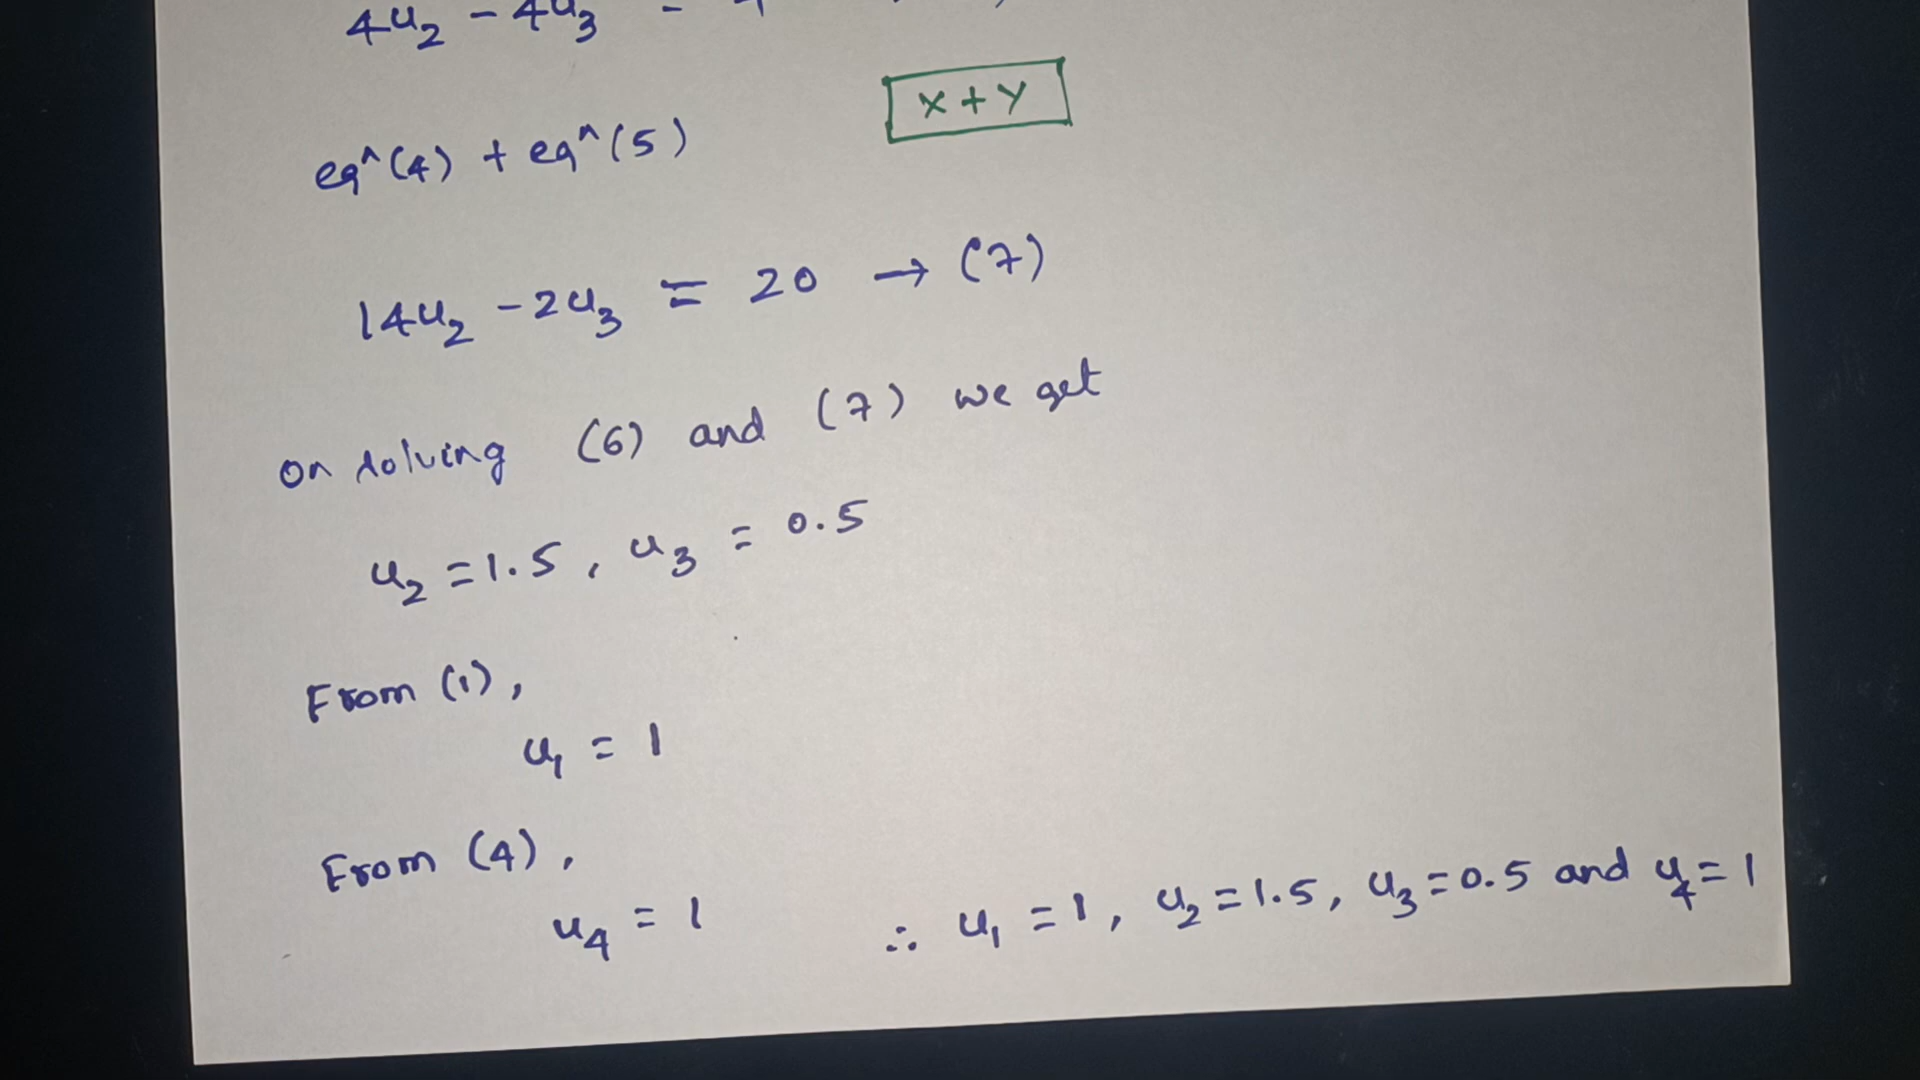 4u₂ - 4u₃ =
x + y
eqⁿ(4) + eqⁿ(5)
14u₂ - 2u₃ = 20 → (7)
on solving (6) and (7) we get
u₂ = 1.5, u₃ = 0.5
From (1),
u₁ = 1
From (4),
u₄ = 1
∴ u₁ = 1, u₂ = 1.5, u₃ = 0.5 and u₄ = 1